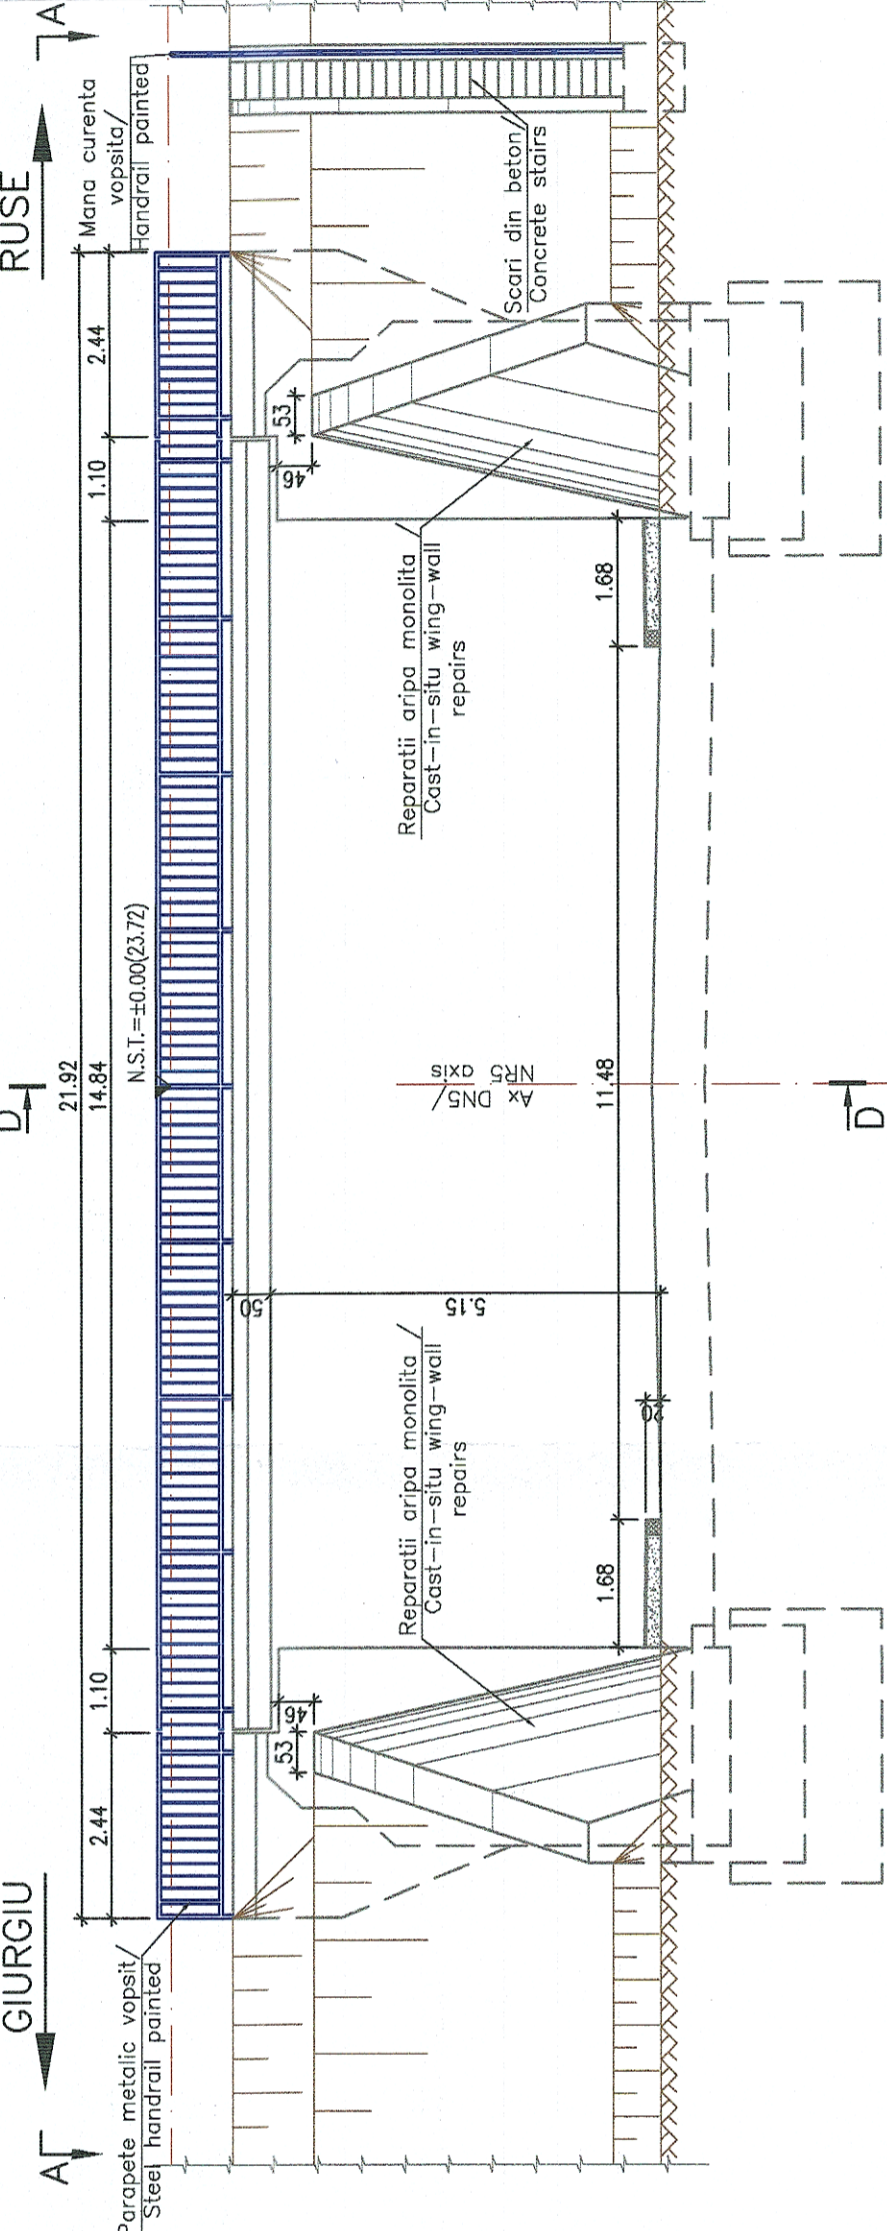 GIURGIU
RUSE
A
A
D
D
21.92
2.44
1.10
14.84
1.10
2.44
Parapete metalic vopsit/
Steel handrail painted
Mana curenta
vopsita/
Handrail painted
N.S.T.=±0.00(23.72)
50
5.15
53
46
53
46
Reparatii aripa monolita/
Cast-in-situ wing-wall
repairs
Reparatii aripa monolita/
Cast-in-situ wing-wall
repairs
Scari din beton/
Concrete stairs
Ax DN5/
NR5 axis
20
1.68
11.48
1.68